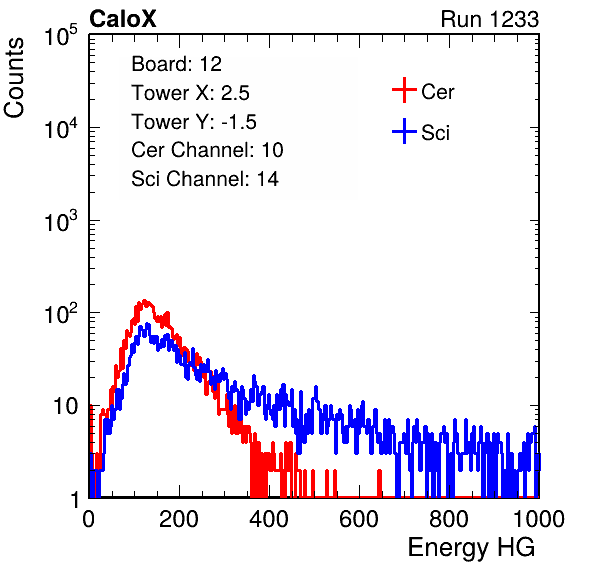 CaloX Run 1233
Counts
10^5
10^4
10^3
10^2
10
1
Board: 12
Tower X: 2.5
Tower Y: -1.5
Cer Channel: 10
Sci Channel: 14
Cer
Sci
0 200 400 600 800 1000
Energy HG